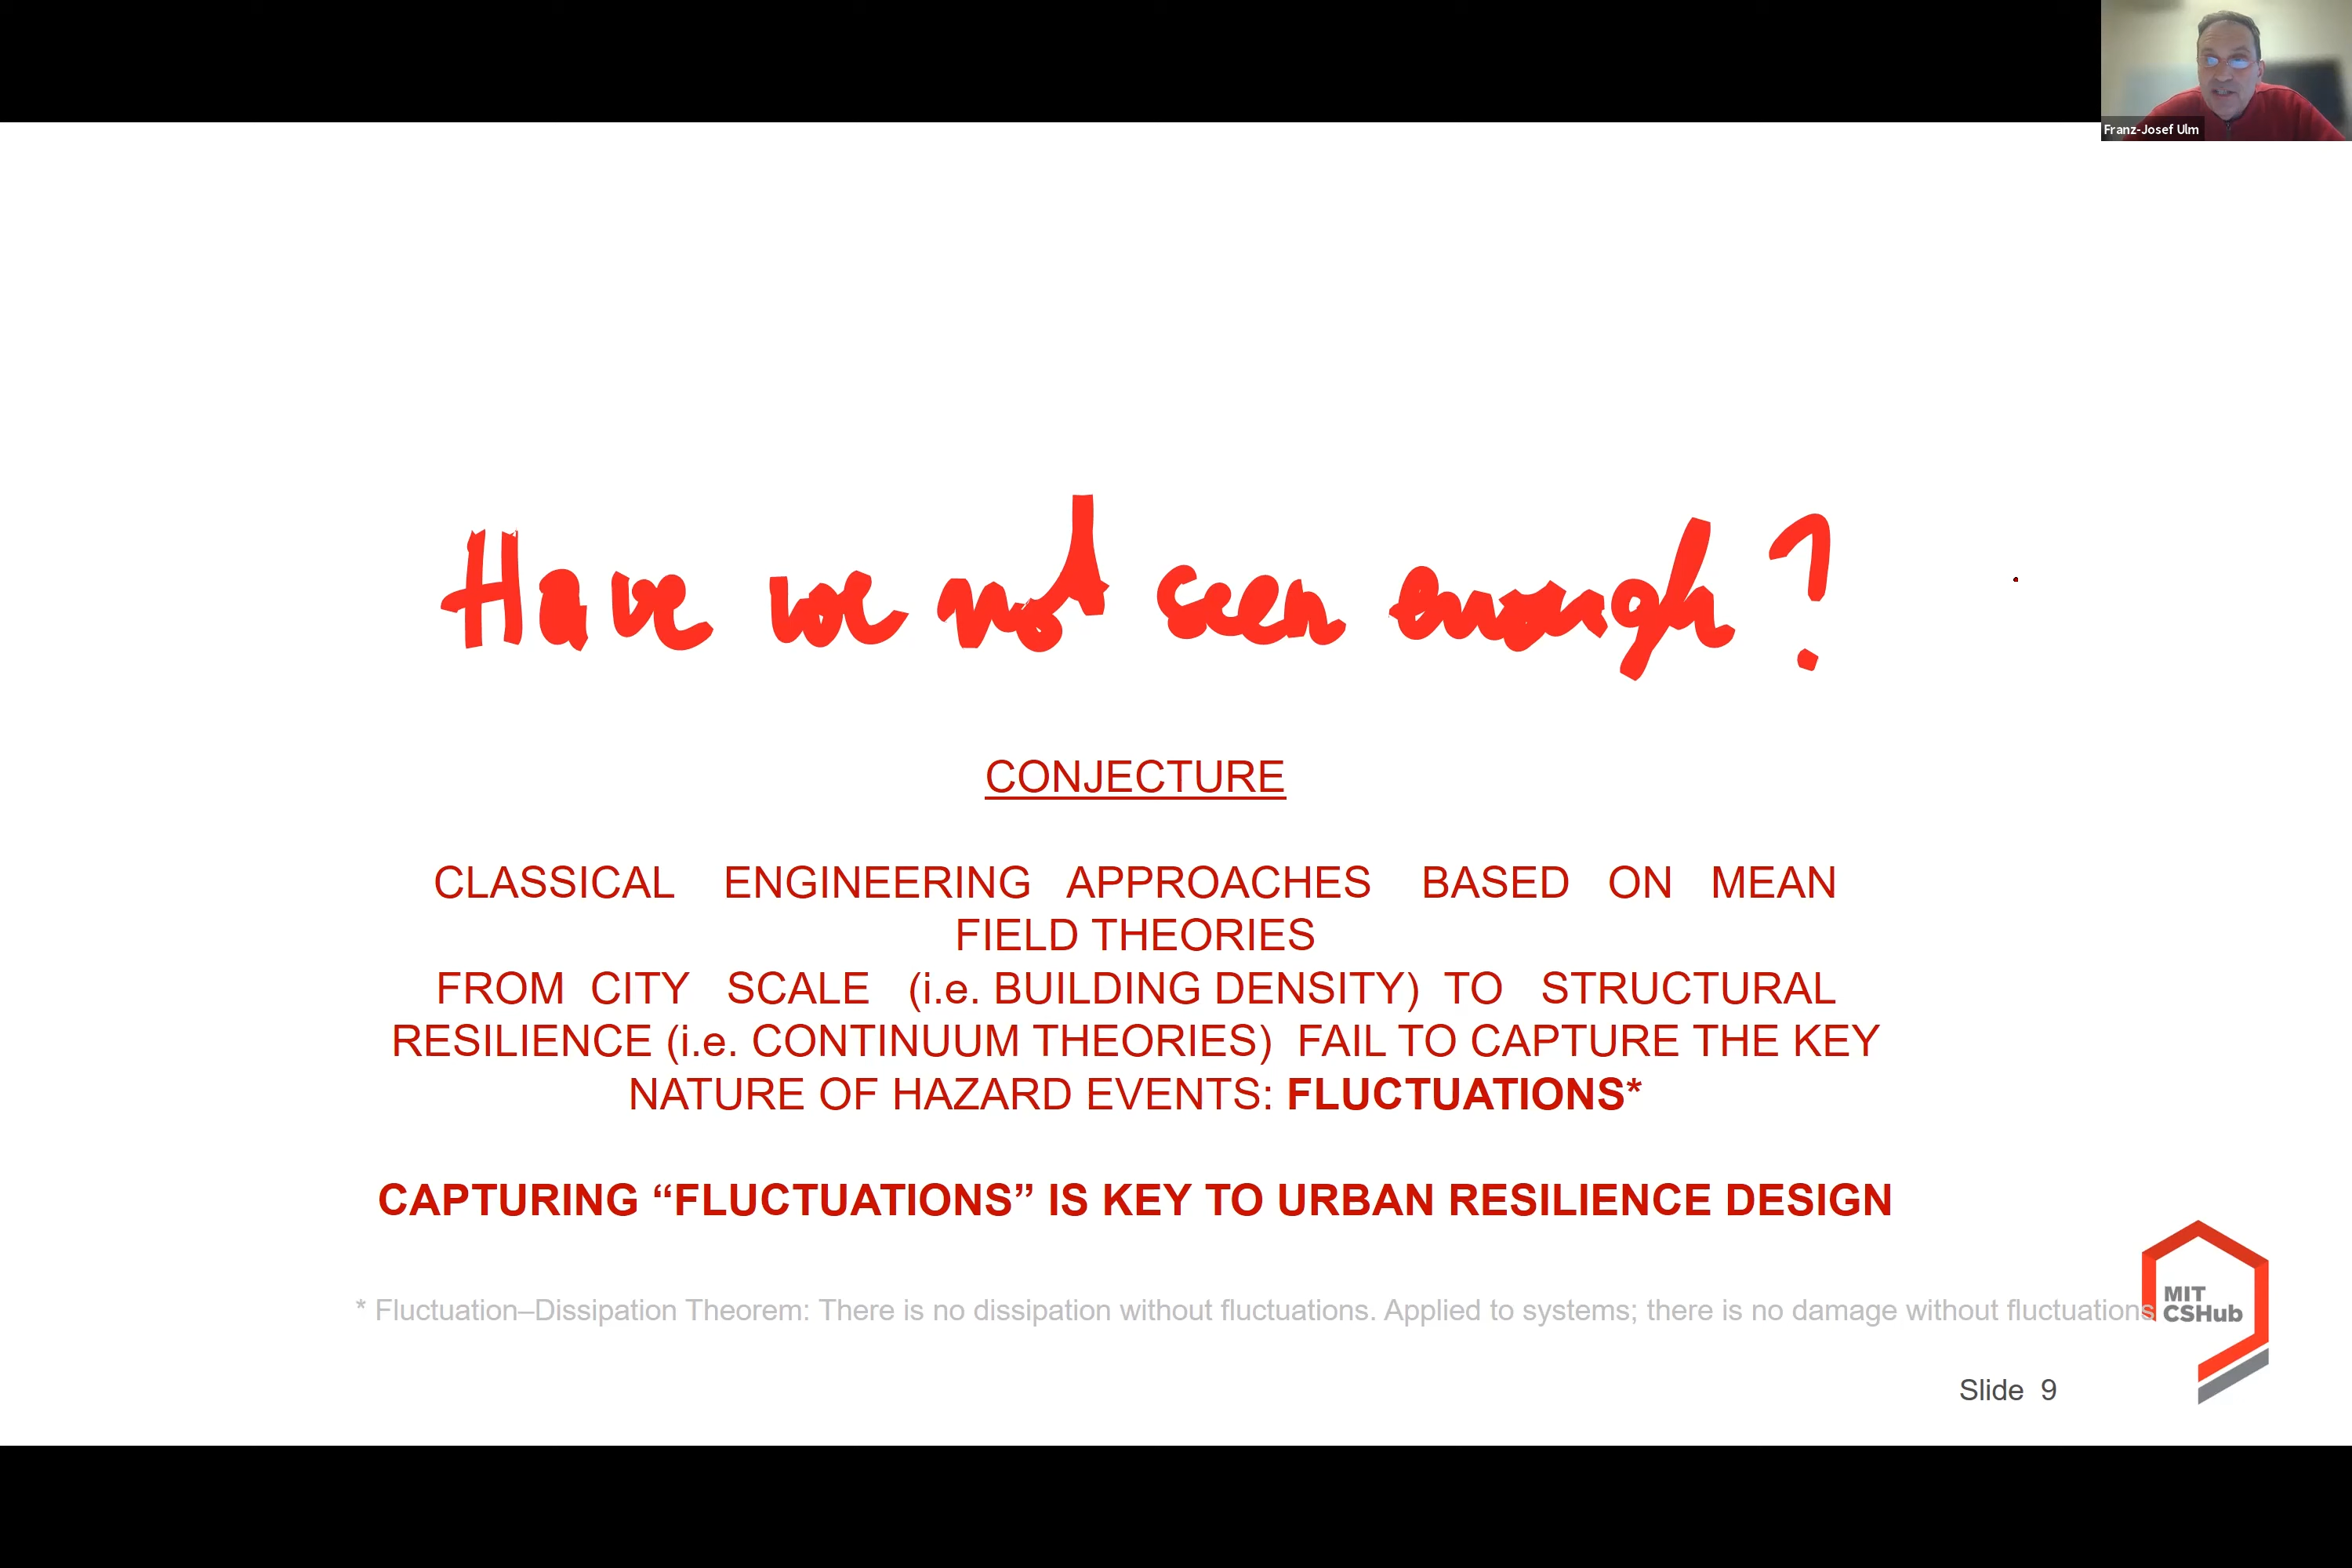 Franz-Josef Ulm
Have we not seen enough?
CONJECTURE
CLASSICAL ENGINEERING APPROACHES BASED ON MEAN
FIELD THEORIES
FROM CITY SCALE (i.e. BUILDING DENSITY) TO STRUCTURAL
RESILIENCE (i.e. CONTINUUM THEORIES) FAIL TO CAPTURE THE KEY
NATURE OF HAZARD EVENTS: FLUCTUATIONS*
CAPTURING “FLUCTUATIONS” IS KEY TO URBAN RESILIENCE DESIGN
* Fluctuation–Dissipation Theorem: There is no dissipation without fluctuations. Applied to systems; there is no damage without fluctuations
MIT
CSHub
Slide 9